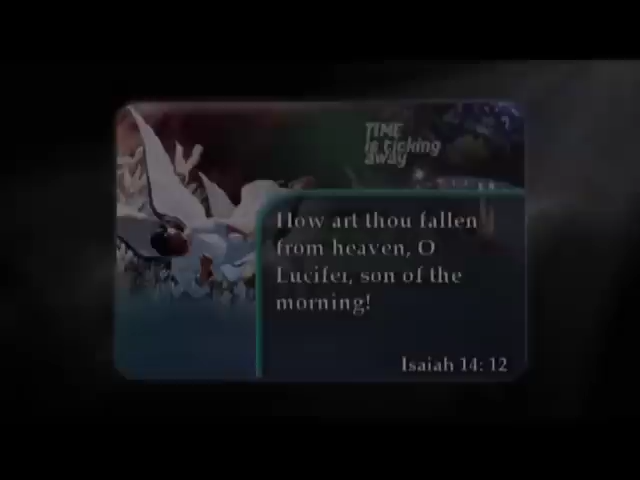 TIME
is ticking
away
How art thou fallen
from heaven, O
Lucifer, son of the
morning!
Isaiah 14: 12